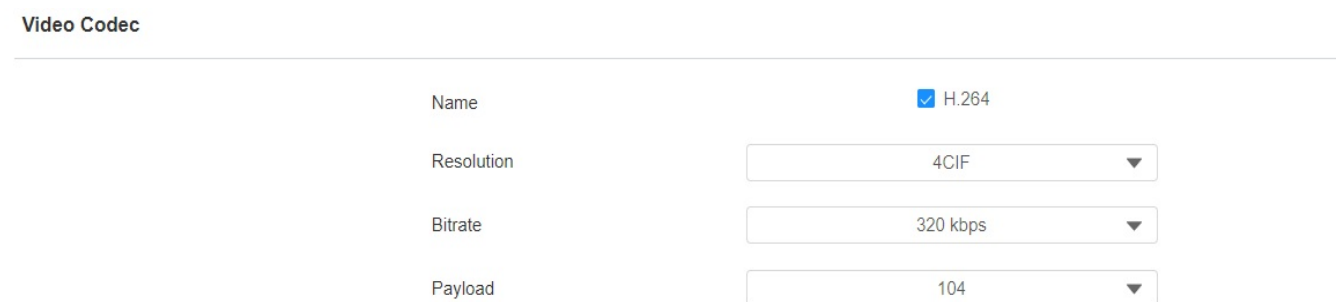 Video Codec
Name H.264
Resolution 4CIF
Bitrate 320 kbps
Payload 104